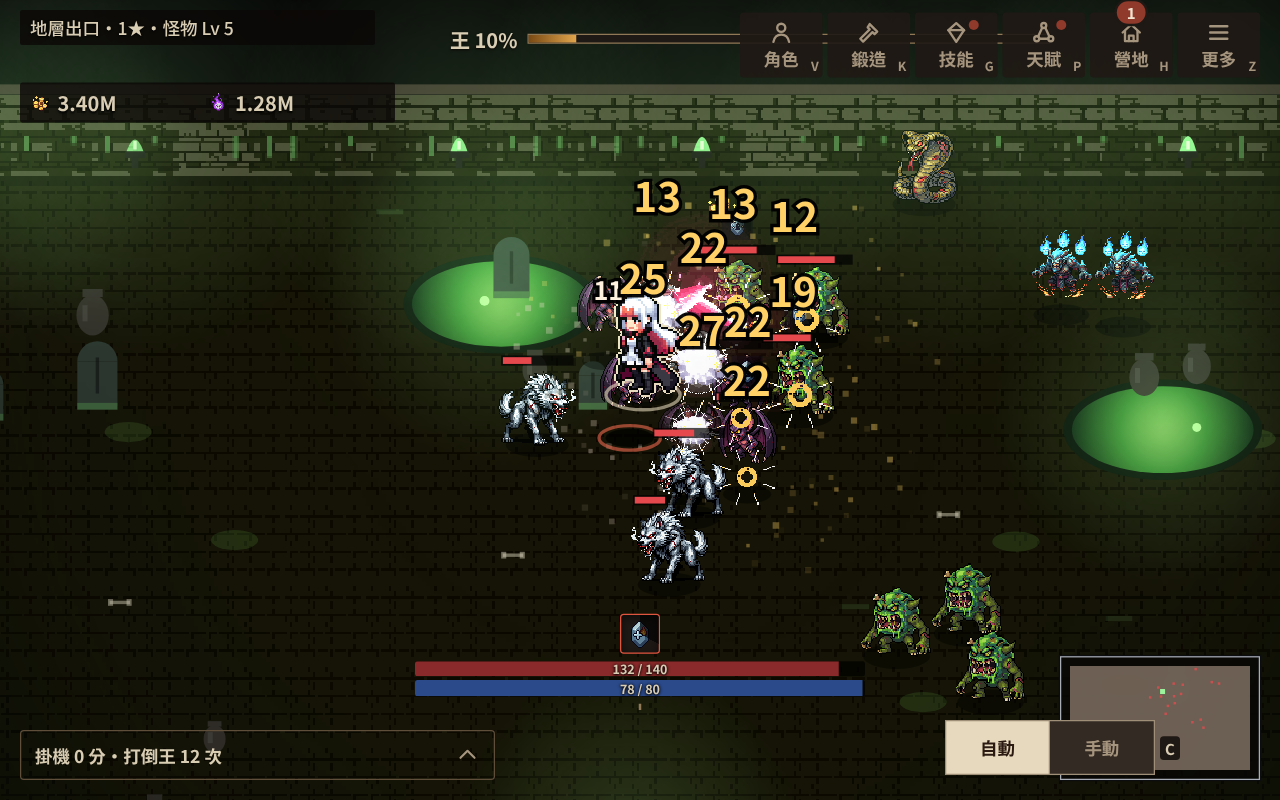 地層出口・1★・怪物 Lv 5
王 10%
角色 V
鍛造 K
技能 G
天賦 P
1
營地 H
更多 Z
3.40M
1.28M
13
13
12
22
25
11
19
27
22
22
132 / 140
78 / 80
掛機 0 分・打倒王 12 次
自動
手動
C